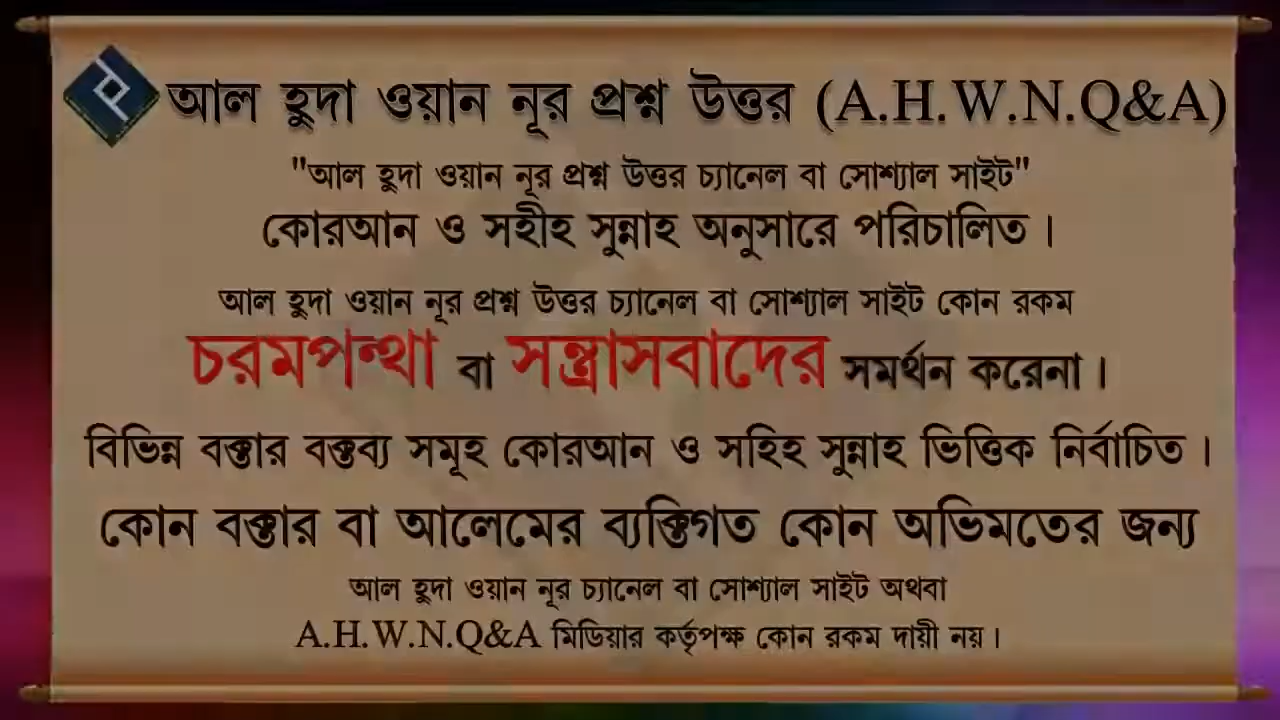 আল হুদা ওয়ান নূর প্রশ্ন উত্তর (A.H.W.N.Q&A)
"আল হুদা ওয়ান নূর প্রশ্ন উত্তর চ্যানেল বা সোশ্যাল সাইট"
কোরআন ও সহীহ সুন্নাহ অনুসারে পরিচালিত।
আল হুদা ওয়ান নূর প্রশ্ন উত্তর চ্যানেল বা সোশ্যাল সাইট কোন রকম
চরমপন্থা বা সন্ত্রাসবাদের সমর্থন করেনা।
বিভিন্ন বক্তার বক্তব্য সমূহ কোরআন ও সহিহ সুন্নাহ ভিত্তিক নির্বাচিত।
কোন বক্তার বা আলেমের ব্যক্তিগত কোন অভিমতের জন্য
আল হুদা ওয়ান নূর চ্যানেল বা সোশ্যাল সাইট অথবা
A.H.W.N.Q&A মিডিয়ার কর্তৃপক্ষ কোন রকম দায়ী নয়।